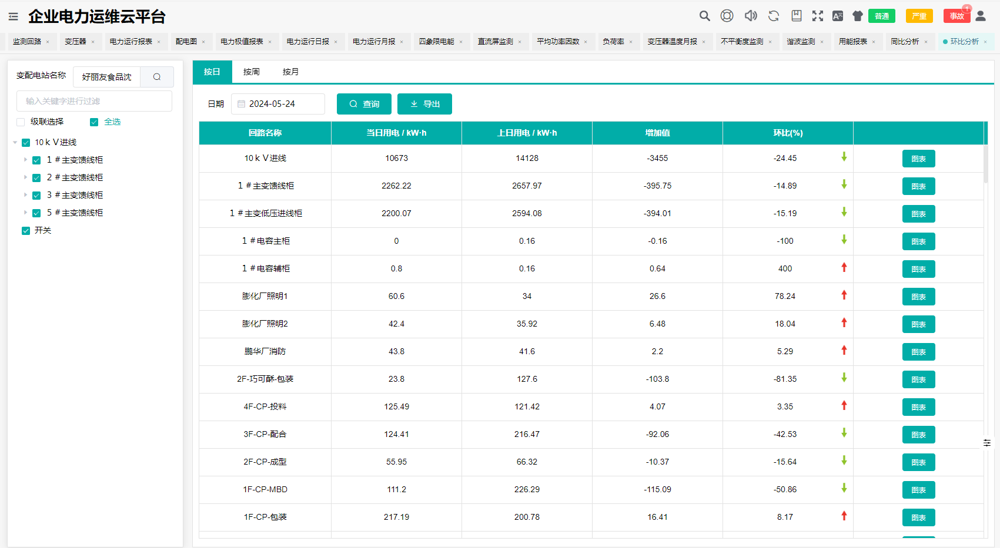 企业电力运维云平台
普通 严重 事故 1
监测回路 × 变压器 × 电力运行报表 × 配电图 × 电力极值报表 × 电力运行日报 × 电力运行月报 × 四象限电能 × 直流屏监测 × 平均功率因数 × 负荷率 × 变压器温度月报 × 不平衡度监测 × 谐波监测 × 用能报表 × 同比分析 × 环比分析 ×
变配电站名称 好丽友食品沈
输入关键字进行过滤
级联选择 全选
10ｋＶ进线
1＃主变馈线柜
2＃主变馈线柜
3＃主变馈线柜
5＃主变馈线柜
开关
按日 按周 按月
日期 2024-05-24 查询 导出
回路名称 当日用电 / kW·h 上日用电 / kW·h 增加值 环比(%)
10ｋＶ进线 10673 14128 -3455 -24.45 图表
1＃主变馈线柜 2262.22 2657.97 -395.75 -14.89 图表
1＃主变低压进线柜 2200.07 2594.08 -394.01 -15.19 图表
1＃电容主柜 0 0.16 -0.16 -100 图表
1＃电容辅柜 0.8 0.16 0.64 400 图表
膨化厂照明1 60.6 34 26.6 78.24 图表
膨化厂照明2 42.4 35.92 6.48 18.04 图表
鹏华厂消防 43.8 41.6 2.2 5.29 图表
2F-巧可酥-包装 23.8 127.6 -103.8 -81.35 图表
4F-CP-投料 125.49 121.42 4.07 3.35 图表
3F-CP-配合 124.41 216.47 -92.06 -42.53 图表
2F-CP-成型 55.95 66.32 -10.37 -15.64 图表
1F-CP-MBD 111.2 226.29 -115.09 -50.86 图表
1F-CP-包装 217.19 200.78 16.41 8.17 图表